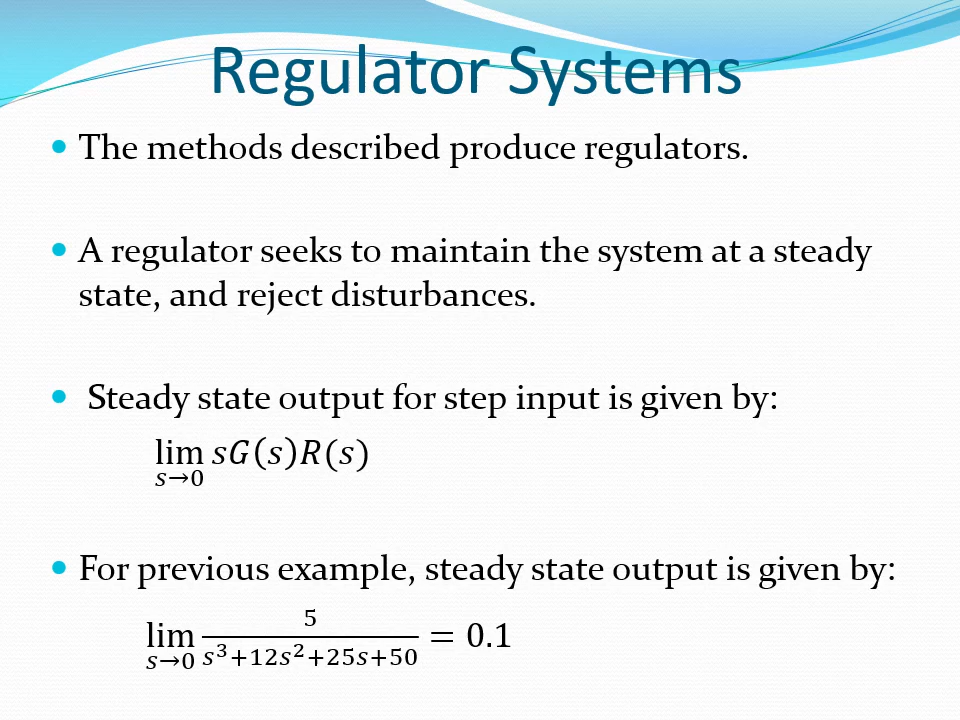 Regulator Systems
• The methods described produce regulators.
• A regulator seeks to maintain the system at a steady
state, and reject disturbances.
• Steady state output for step input is given by:
lim_{s→0} sG(s)R(s)
• For previous example, steady state output is given by:
lim_{s→0} 5/(s³+12s²+25s+50) = 0.1